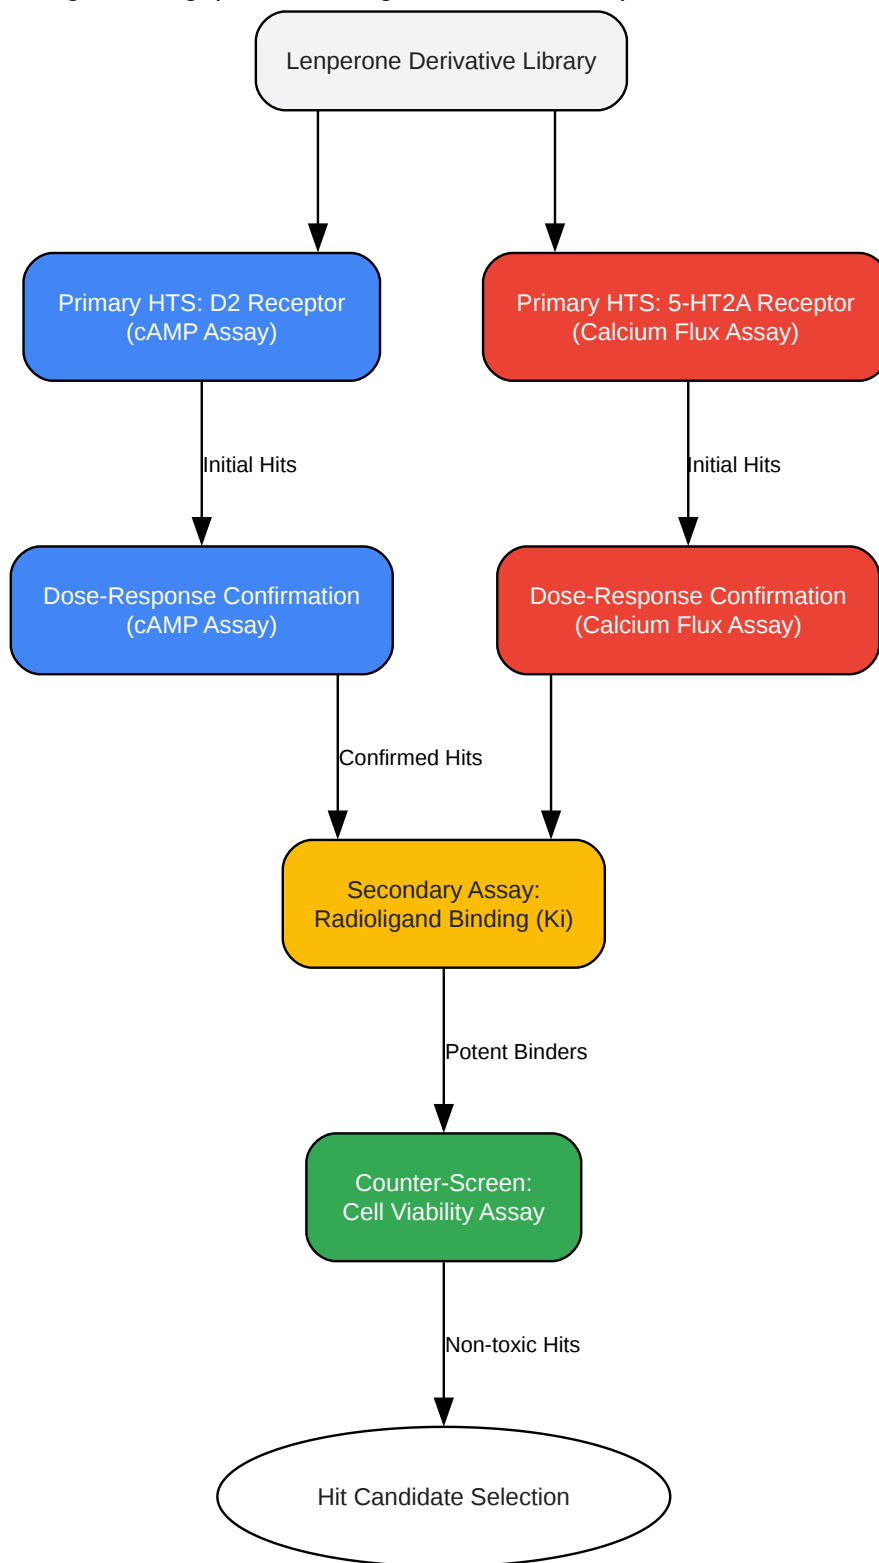 Lenperone Derivative Library
Primary HTS: D2 Receptor
(cAMP Assay)
Primary HTS: 5-HT2A Receptor
(Calcium Flux Assay)
Initial Hits
Initial Hits
Dose-Response Confirmation
(cAMP Assay)
Dose-Response Confirmation
(Calcium Flux Assay)
Confirmed Hits
Secondary Assay:
Radioligand Binding (Ki)
Potent Binders
Counter-Screen:
Cell Viability Assay
Non-toxic Hits
Hit Candidate Selection